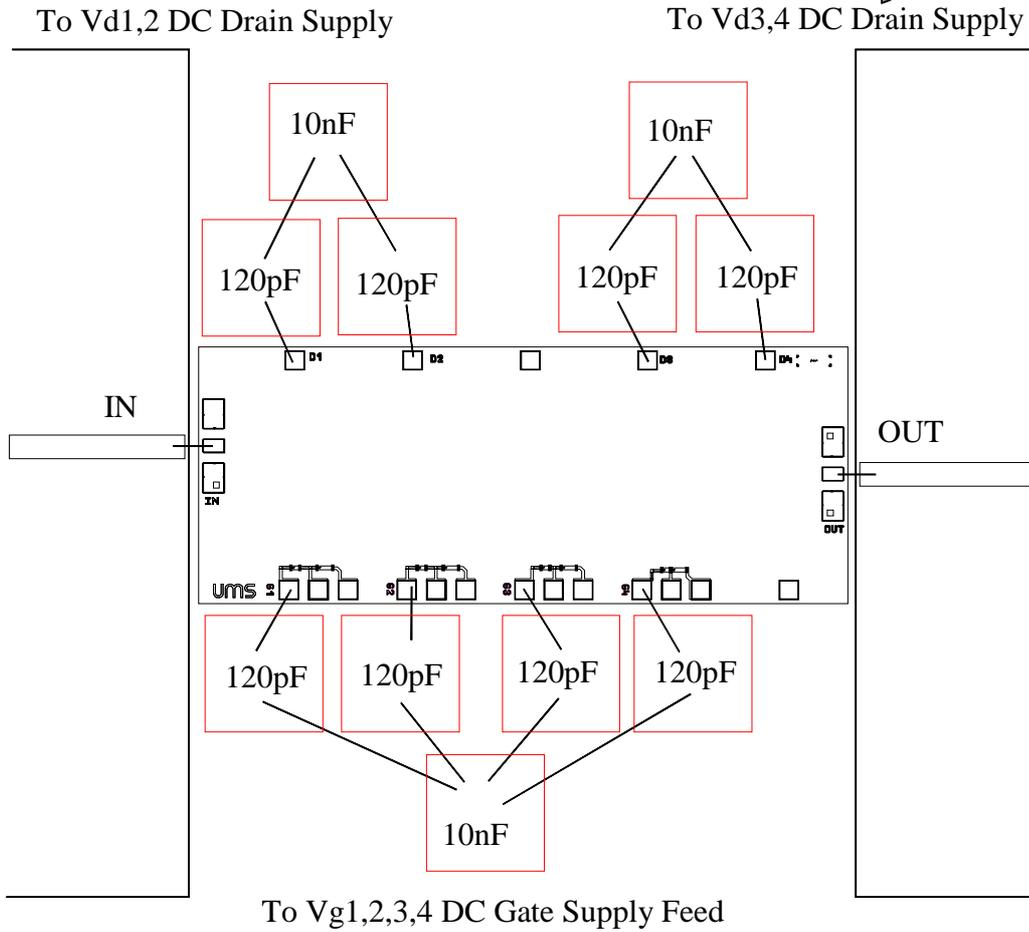 To Vd1,2 DC Drain Supply
To Vd3,4 DC Drain Supply
10nF
10nF
120pF
120pF
120pF
120pF
D1
D2
D3
D4
IN
OUT
IN
OUT
ums
G1
G2
G3
G4
120pF
120pF
120pF
120pF
10nF
To Vg1,2,3,4 DC Gate Supply Feed